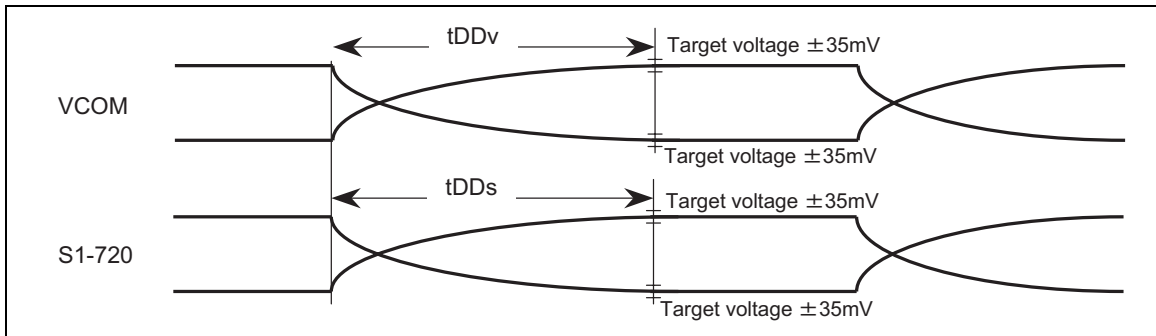 tDDv
Target voltage ±35mV
VCOM
Target voltage ±35mV
tDDs
Target voltage ±35mV
S1-720
Target voltage ±35mV